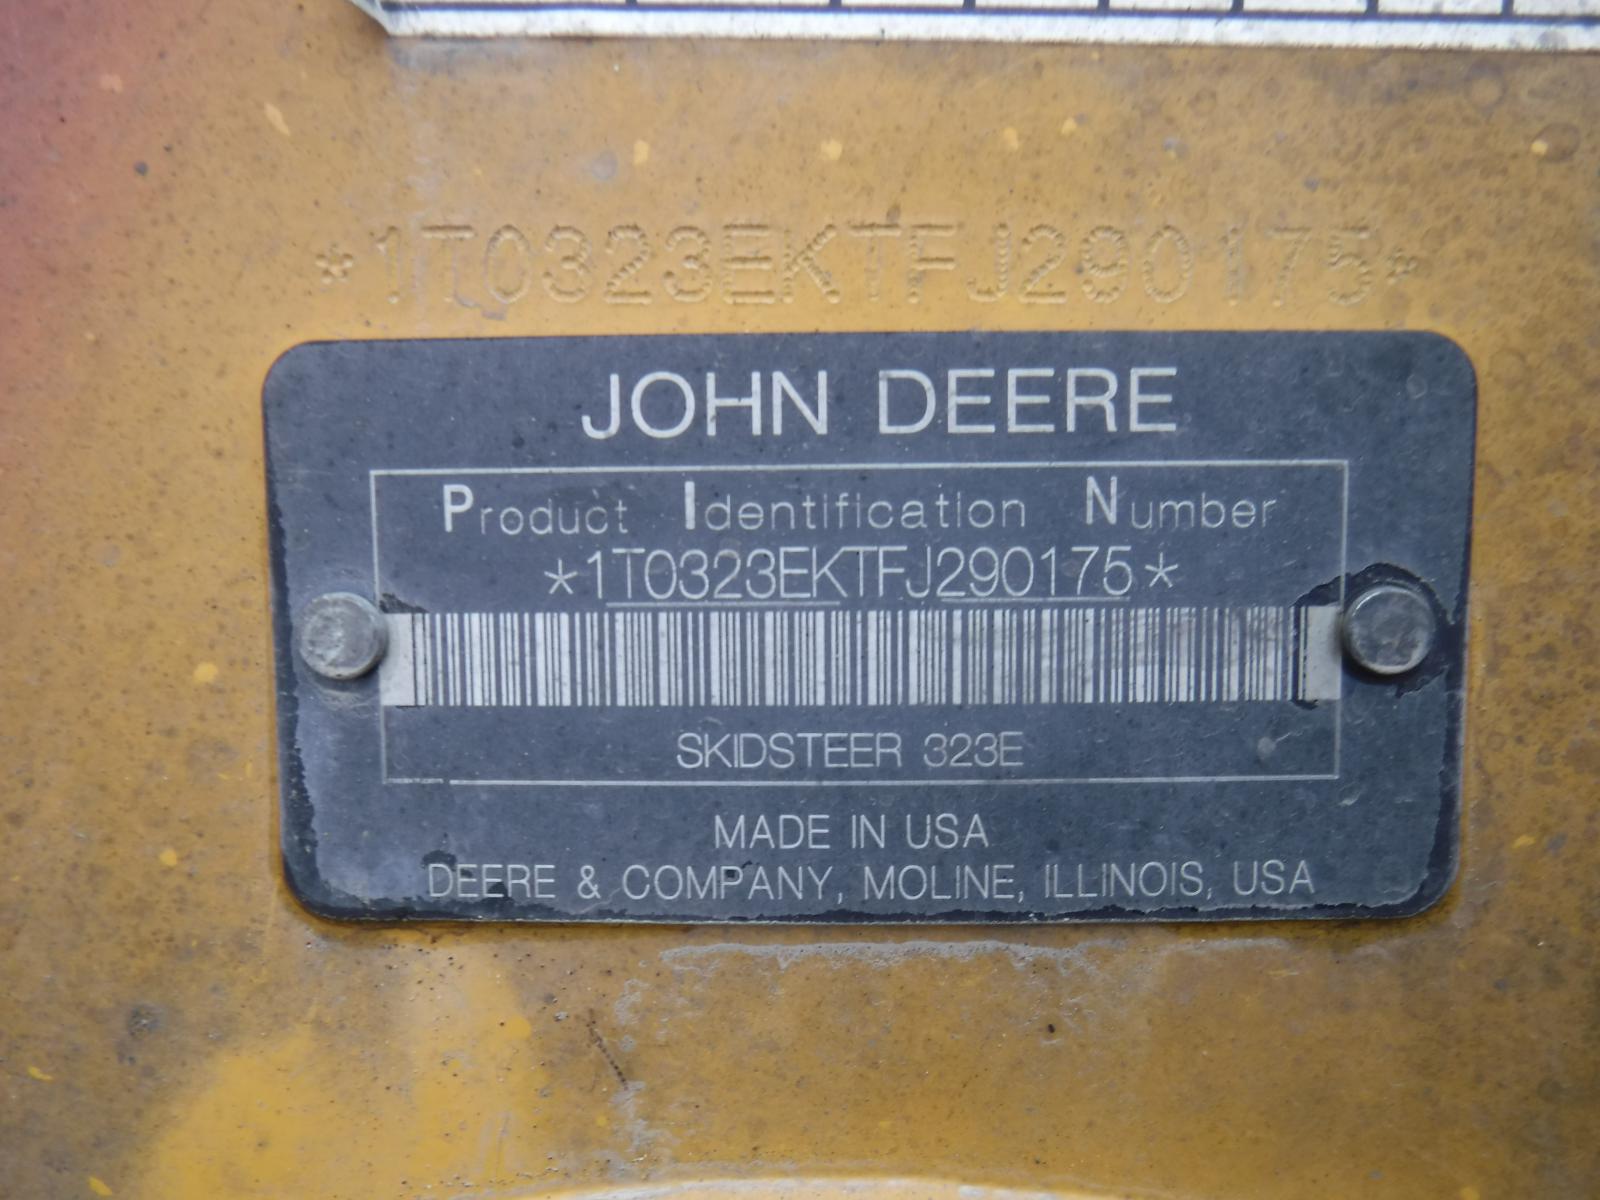 *1T0323EKTFJ290175*
JOHN DEERE
Product Identification Number
*1T0323EKTFJ290175*
SKIDSTEER 323E
MADE IN USA
DEERE & COMPANY, MOLINE, ILLINOIS, USA